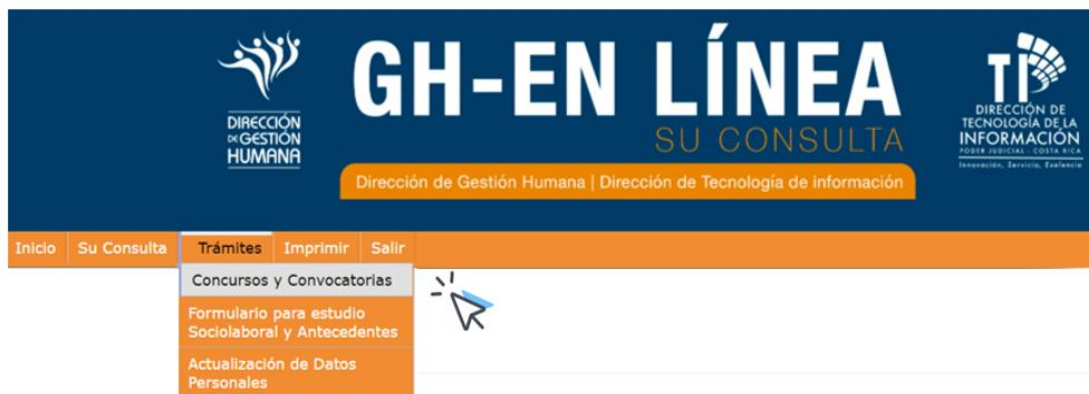 DIRECCIÓN
DE GESTIÓN
HUMANA
GH-EN LÍNEA
SU CONSULTA
Dirección de Gestión Humana | Dirección de Tecnología de información
TI
DIRECCIÓN DE
TECNOLOGÍA DE LA
INFORMACIÓN
PODER JUDICIAL - COSTA RICA
Innovación, Servicio, Exelencia
Inicio Su Consulta Trámites Imprimir Salir
Concursos y Convocatorias
Formulario para estudio
Sociolaboral y Antecedentes
Actualización de Datos
Personales